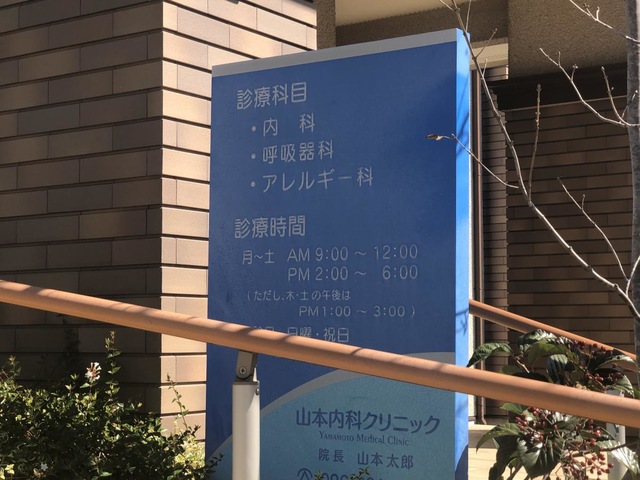 診療科目
・内 科
・呼吸器科
・アレルギー科
診療時間
月～土 AM 9:00 ～ 12:00
PM 2:00 ～ 6:00
(ただし、木・土の午後は
PM1:00 ～ 3:00)
日曜・祝日
山本内科クリニック
YAMAMOTO Medical Clinic
院長 山本太郎